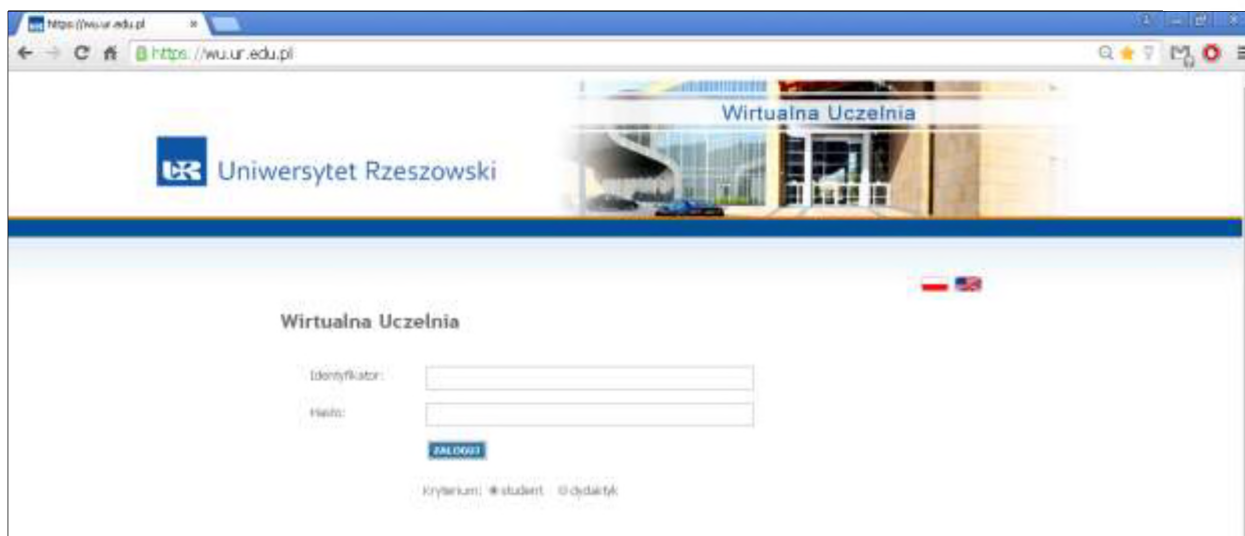 https://wu.ur.edu.pl
https://wu.ur.edu.pl
Wirtualna Uczelnia
UR Uniwersytet Rzeszowski
Wirtualna Uczelnia
Identyfikator:
Hasło:
ZALOGUJ
Kryterium: student dydaktyk